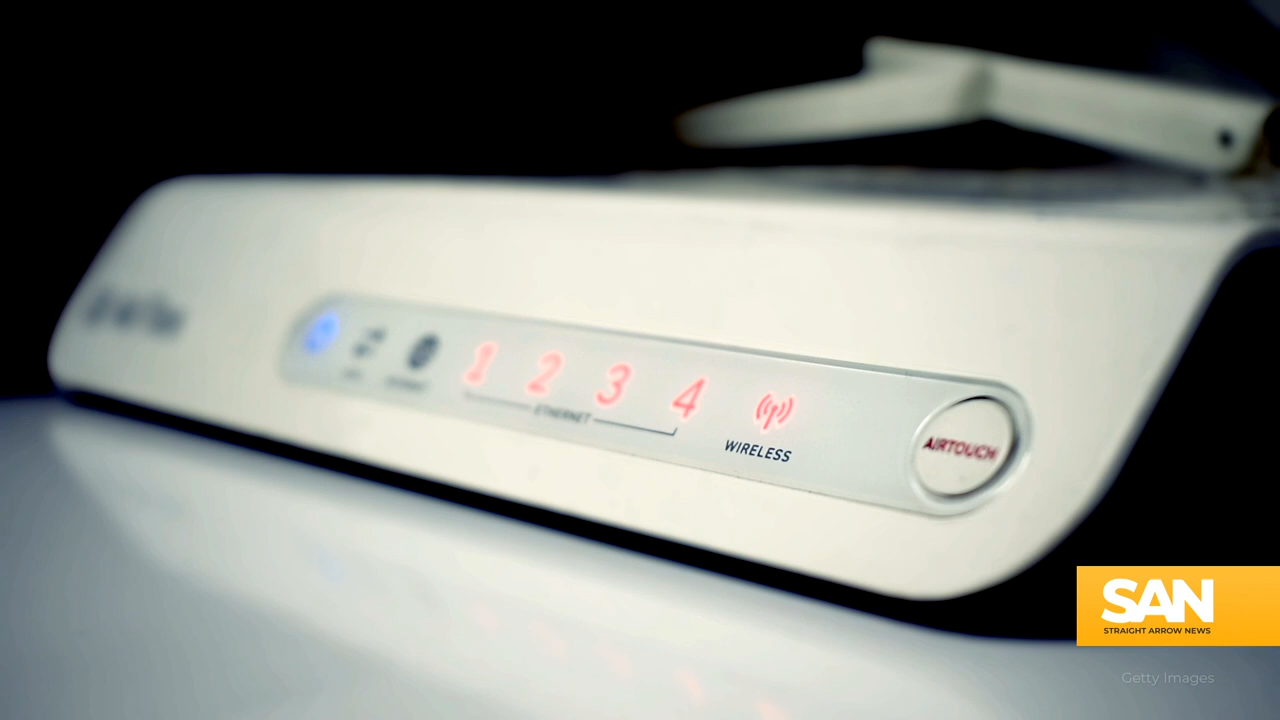 1 2 3 4
ETHERNET
WIRELESS
AIRTOUCH
SAN
STRAIGHT ARROW NEWS
Getty Images